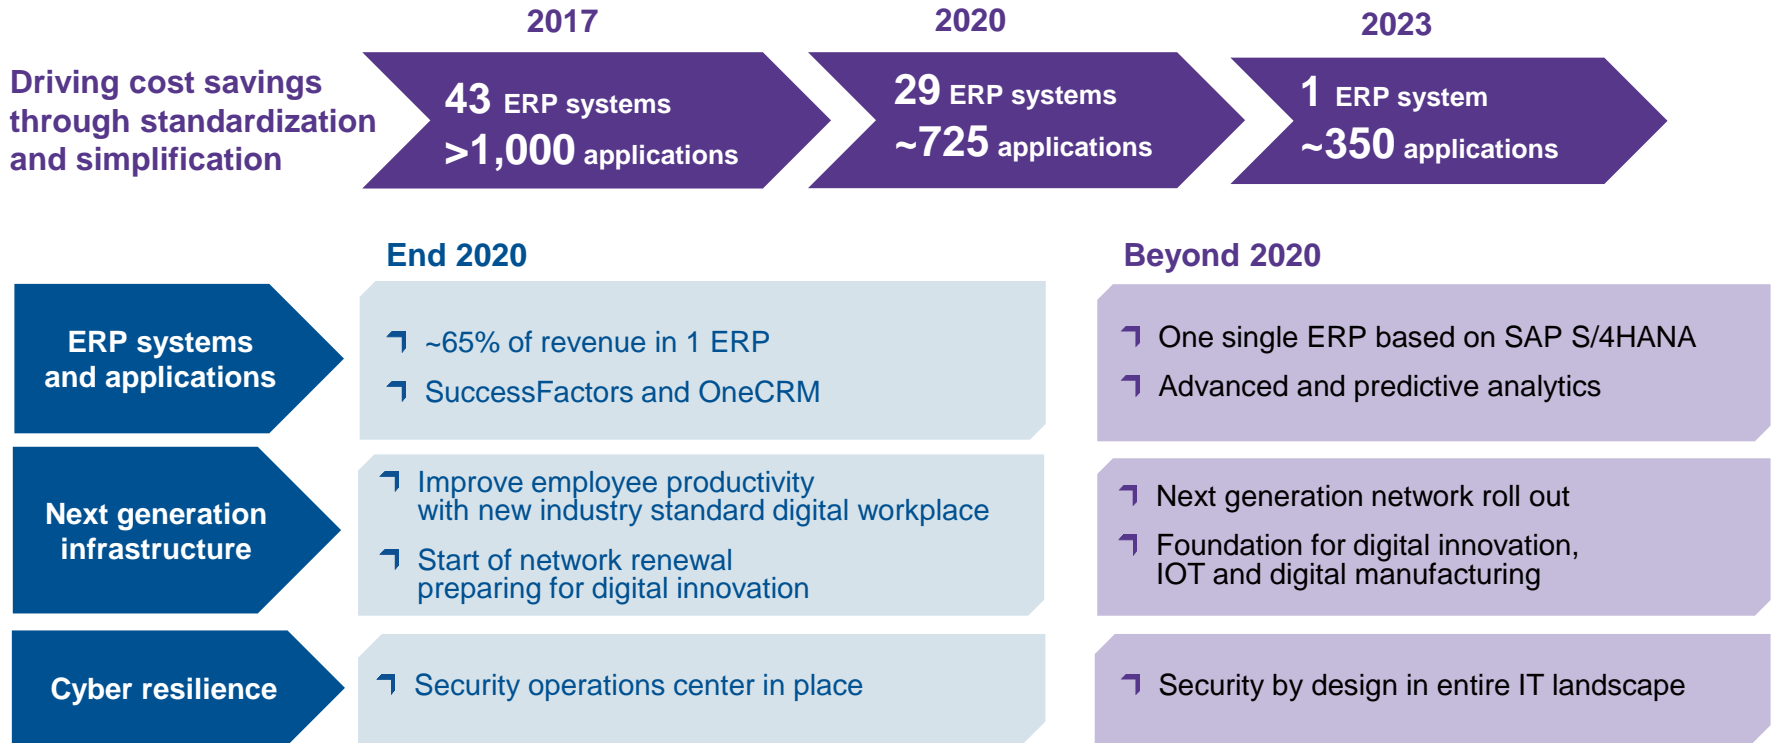 2017
2020
2023
Driving cost savings
through standardization
and simplification
43 ERP systems
>1,000 applications
29 ERP systems
~725 applications
1 ERP system
~350 applications
End 2020
Beyond 2020
ERP systems
and applications
~65% of revenue in 1 ERP
SuccessFactors and OneCRM
One single ERP based on SAP S/4HANA
Advanced and predictive analytics
Next generation
infrastructure
Improve employee productivity
with new industry standard digital workplace
Start of network renewal
preparing for digital innovation
Next generation network roll out
Foundation for digital innovation,
IOT and digital manufacturing
Cyber resilience
Security operations center in place
Security by design in entire IT landscape